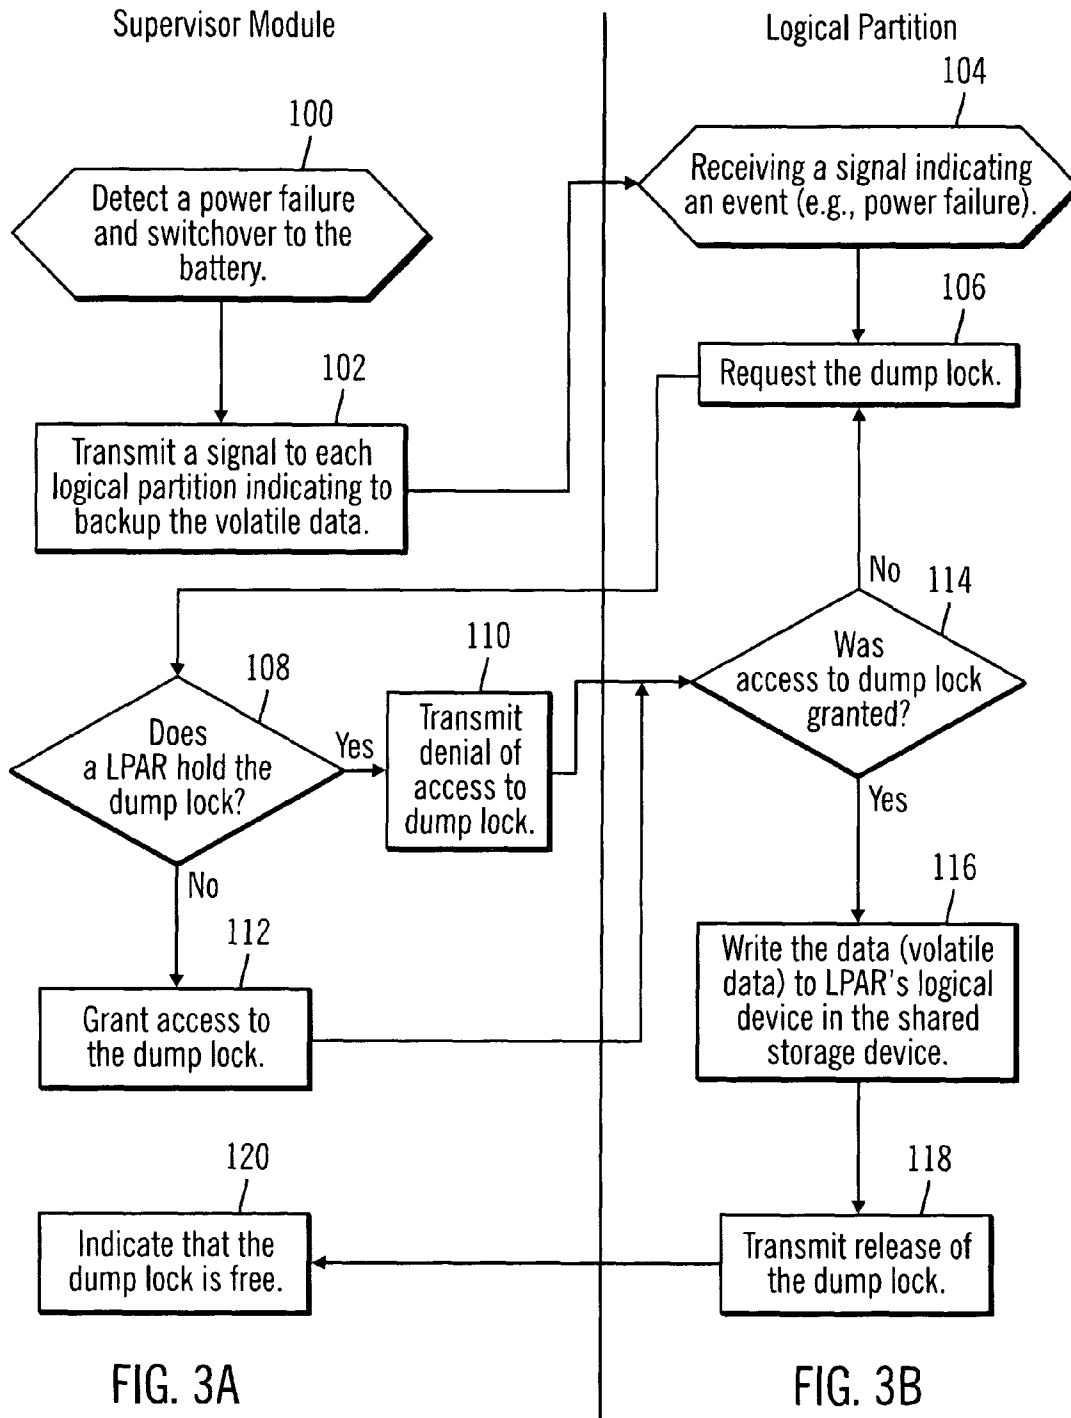 Supervisor Module
Logical Partition
100
Detect a power failure
and switchover to the
battery.
102
Transmit a signal to each
logical partition indicating to
backup the volatile data.
104
Receiving a signal indicating
an event (e.g., power failure).
106
Request the dump lock.
108
Does
a LPAR hold the
dump lock?
Yes
No
110
Transmit
denial of
access to
dump lock.
112
Grant access to
the dump lock.
No
114
Was
access to dump lock
granted?
Yes
116
Write the data (volatile
data) to LPAR's logical
device in the shared
storage device.
118
Transmit release of
the dump lock.
120
Indicate that the
dump lock is free.
FIG. 3A
FIG. 3B